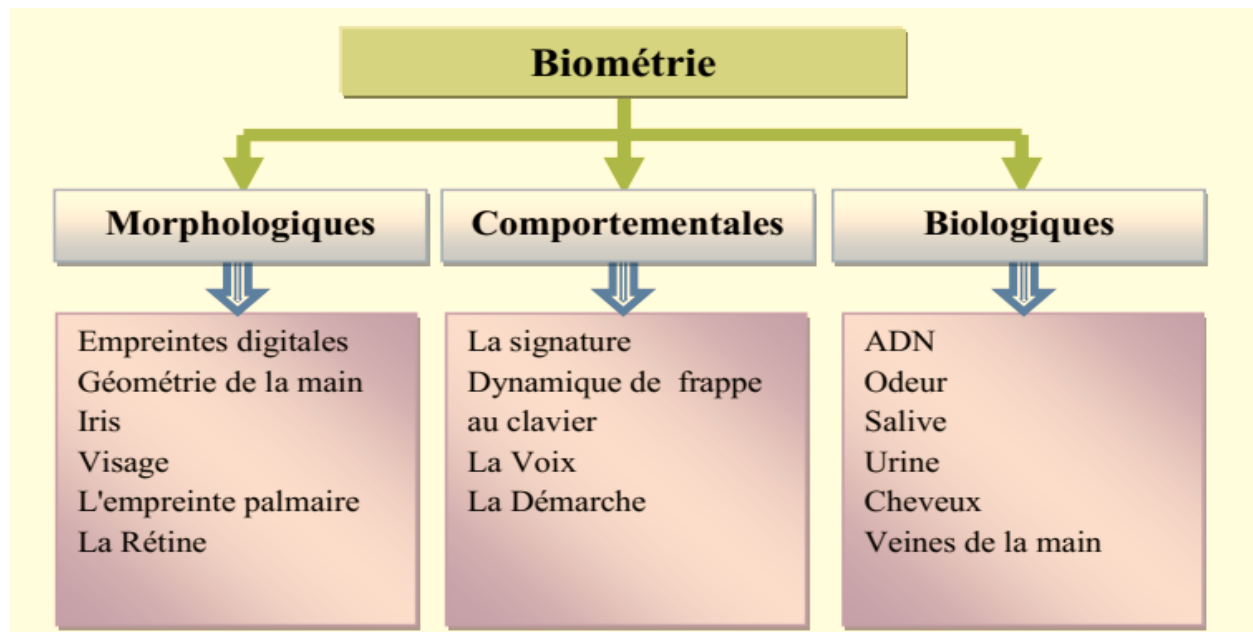 Biométrie
Morphologiques
Comportementales
Biologiques
Empreintes digitales
Géométrie de la main
Iris
Visage
L'empreinte palmaire
La Rétine
La signature
Dynamique de frappe
au clavier
La Voix
La Démarche
ADN
Odeur
Salive
Urine
Cheveux
Veines de la main